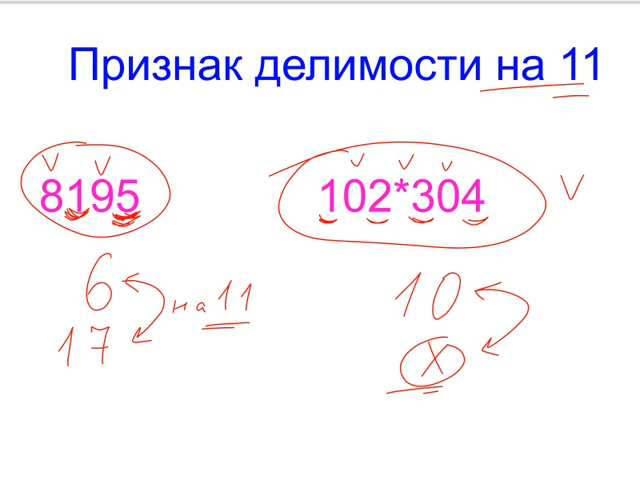 Признак делимости на 11
8195 102*304 V
6 10
на 11
17 X